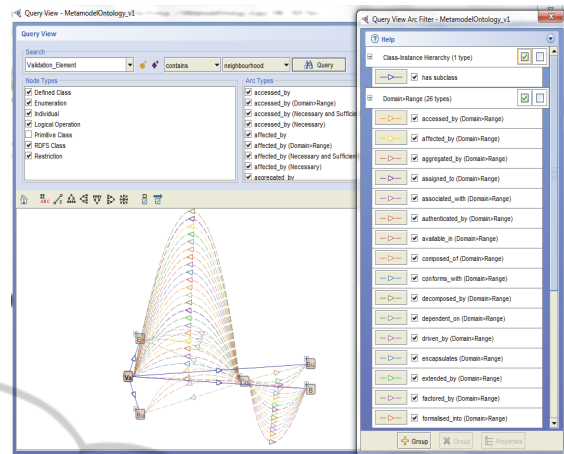 Query View - MetamodelOntology_v1
Query View
Search
Validation_Element contains neighbourhood Query
Node Types
Defined Class
Enumeration
Individual
Logical Operation
Primitive Class
RDFS Class
Restriction
Arc Types
accessed_by
accessed_by (Domain>Range)
accessed_by (Necessary and Sufficien
accessed_by (Necessary)
affected_by
affected_by (Domain>Range)
affected_by (Necessary and Sufficien
affected_by (Necessary)
aggregated_by
ABC
Va
Bu
Bu
B
Query View Arc Filter - MetamodelOntology_v1
Help
Class-Instance Hierarchy (1 type)
has subclass
Domain>Range (26 types)
accessed_by (Domain>Range)
affected_by (Domain>Range)
aggregated_by (Domain>Range)
assigned_to (Domain>Range)
associated_with (Domain>Range)
authenticated_by (Domain>Range)
available_in (Domain>Range)
composed_of (Domain>Range)
conforms_with (Domain>Range)
decomposed_by (Domain>Range)
dependent_on (Domain>Range)
driven_by (Domain>Range)
encapsulates (Domain>Range)
extended_by (Domain>Range)
factored_by (Domain>Range)
formalised_into (Domain>Range)
Group Group Properties